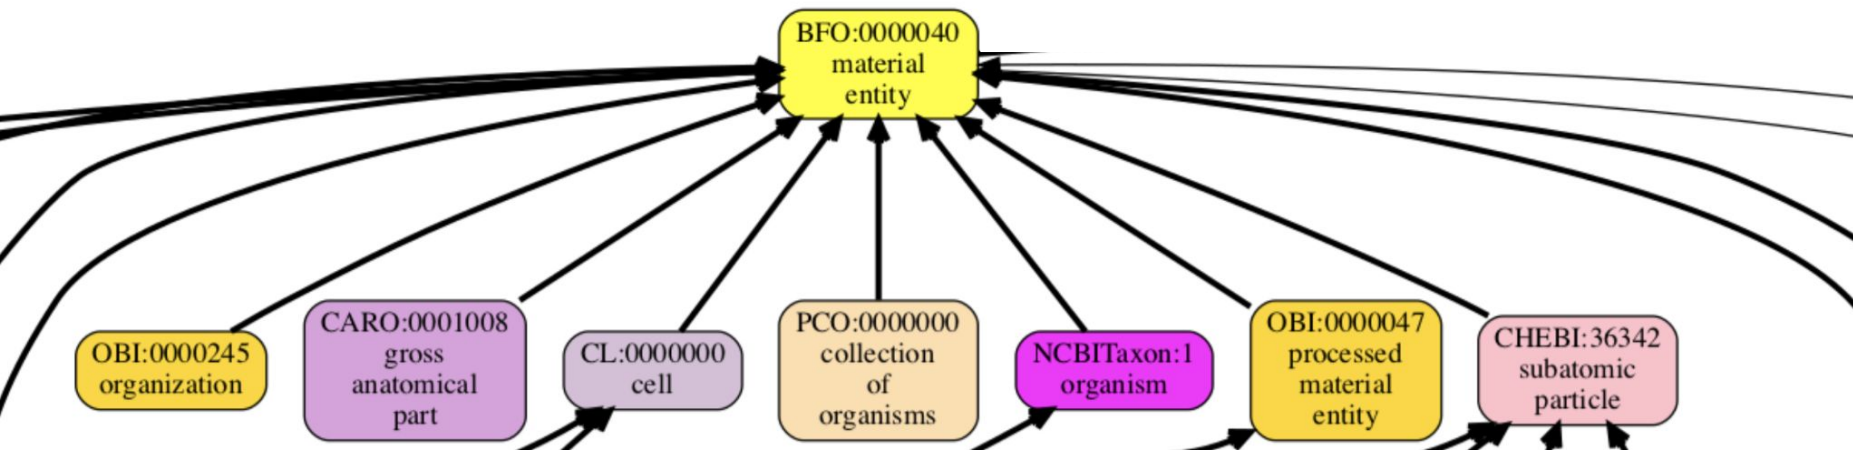 BFO:0000040
material
entity
OBI:0000245
organization
CARO:0001008
gross
anatomical
part
CL:0000000
cell
PCO:0000000
collection
of
organisms
NCBITaxon:1
organism
OBI:0000047
processed
material
entity
CHEBI:36342
subatomic
particle